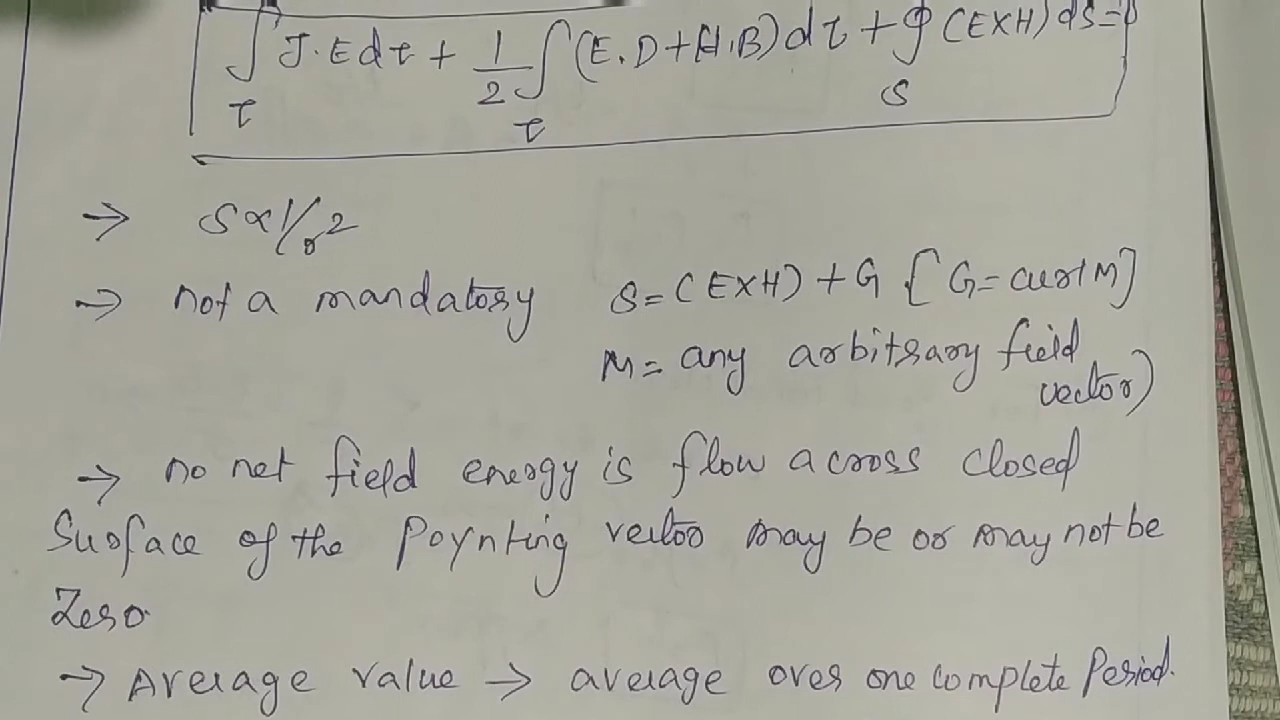 ∫τ J.E dτ + 1/2 ∫τ (E.D+H.B) dτ + ∮S (EXH) ds =
→ S ∝ 1/r2
→ not a mandatory S = (EXH) + G [G = curl M]
M = any arbitrary field
vector)
→ no net field energy is flow across closed
Surface of the Poynting vector may be or may not be
Zero.
→ Average value → average over one complete Period.